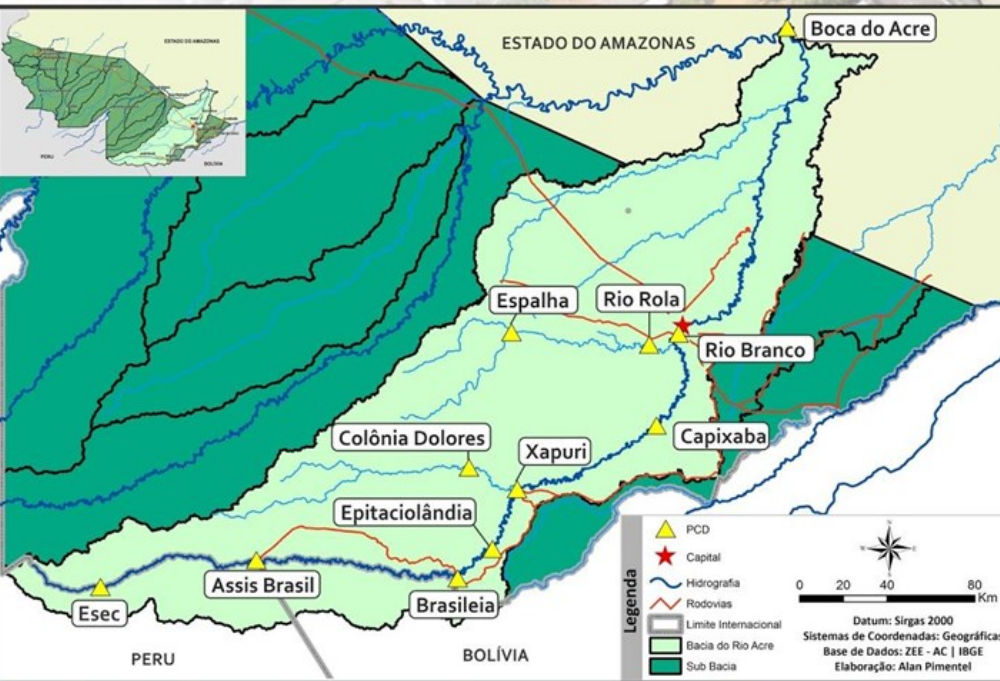 ESTADO DO AMAZONAS
PERU
BOLÍVIA
ESTADO DO AMAZONAS
Boca do Acre
Espalha
Rio Rola
Rio Branco
Capixaba
Colônia Dolores
Xapuri
Epitaciolândia
Assis Brasil
Brasileia
Esec
PERU
BOLÍVIA
Legenda
PCD
Capital
Hidrografia
Rodovias
Limite Internacional
Bacia do Rio Acre
Sub Bacia
N
0 20 40 80
Km
Datum: Sirgas 2000
Sistemas de Coordenadas: Geográficas
Base de Dados: ZEE - AC | IBGE
Elaboração: Alan Pimentel